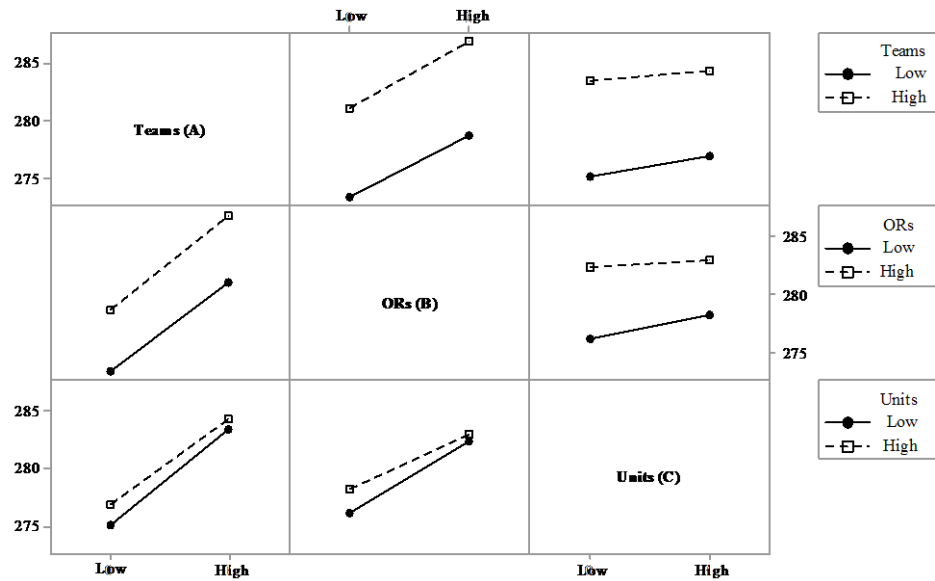 Low High
285
280
275
Teams (A)
Teams
Low
High
ORs (B)
285
280
275
ORs
Low
High
285
280
275
Units (C)
Units
Low
High
Low High Low High